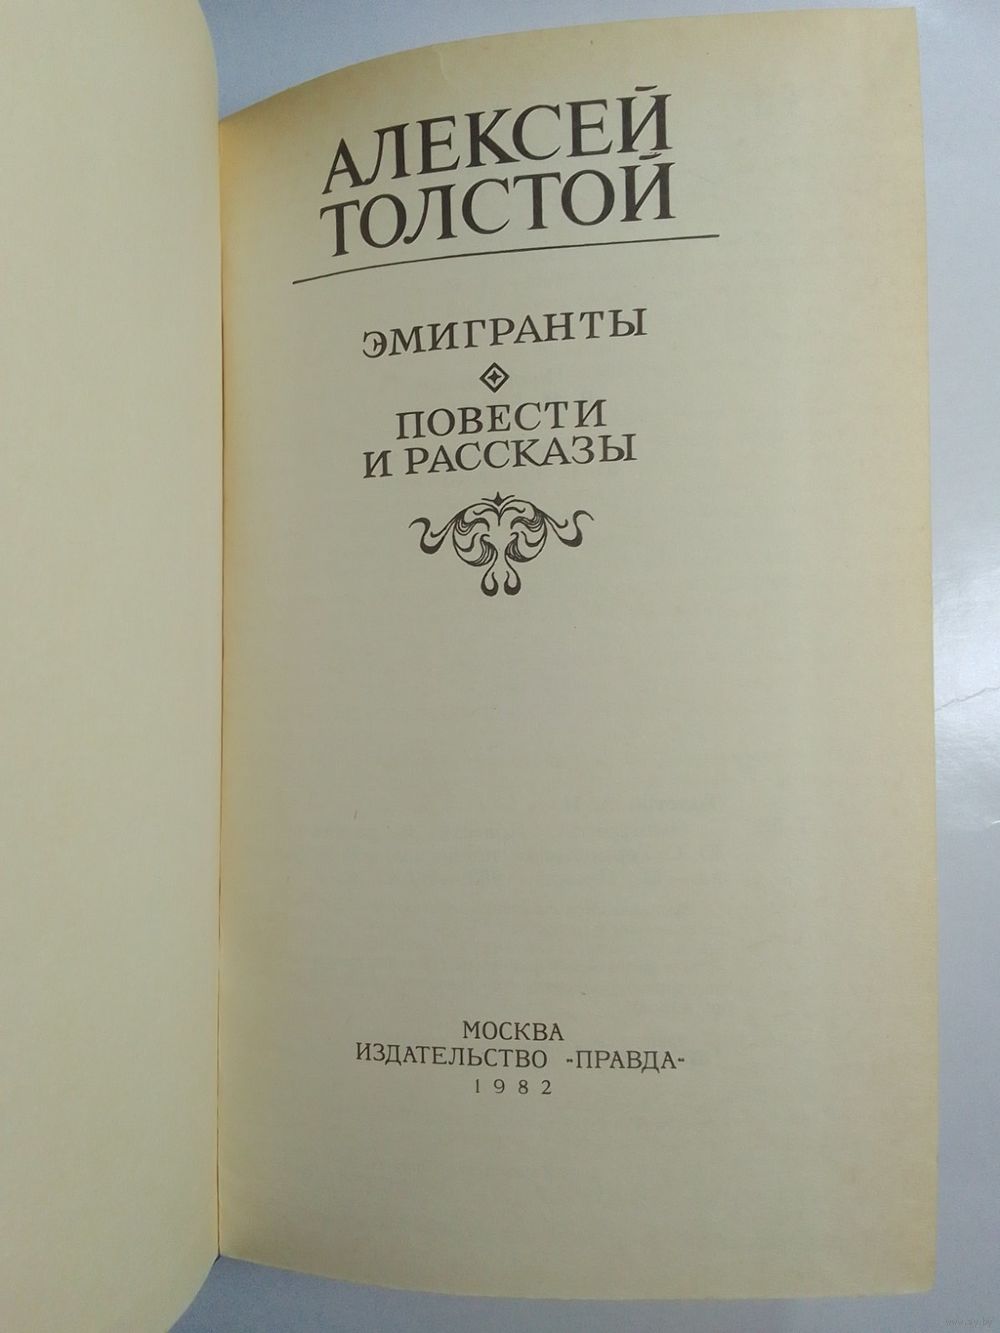 АЛЕКСЕЙ
ТОЛСТОЙ
ЭМИГРАНТЫ
ПОВЕСТИ
И РАССКАЗЫ
МОСКВА
ИЗДАТЕЛЬСТВО «ПРАВДА»
1982